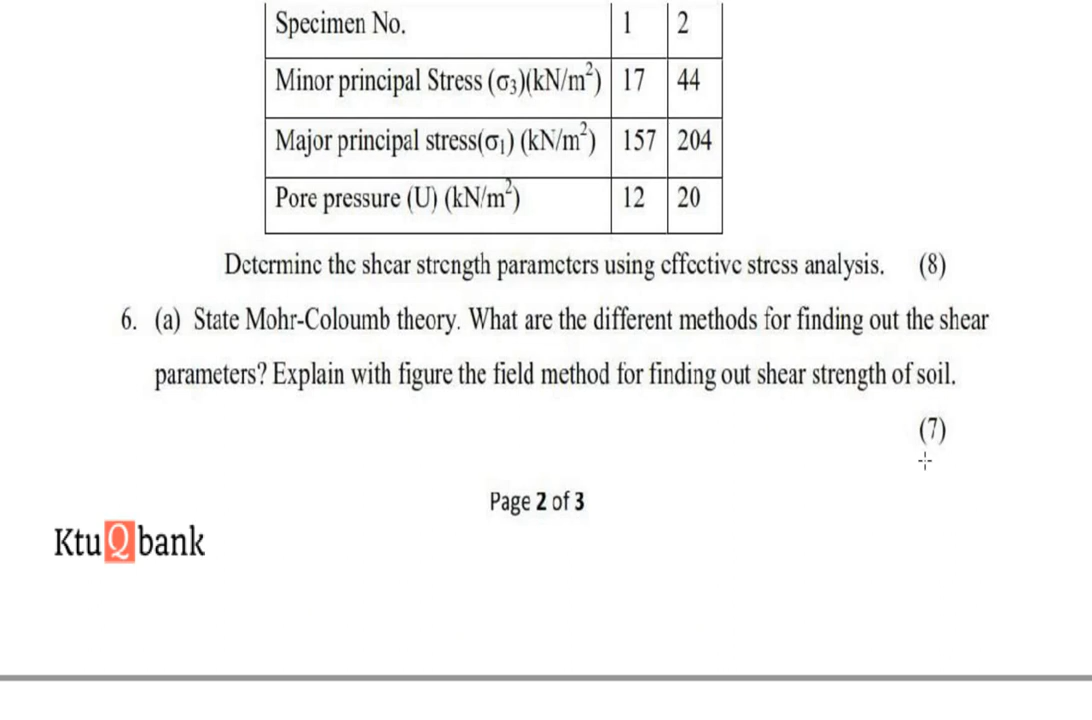 Specimen No. 1 2
Minor principal Stress (σ₃)(kN/m²) 17 44
Major principal stress(σ₁) (kN/m²) 157 204
Pore pressure (U) (kN/m²) 12 20
Determine the shear strength parameters using effective stress analysis. (8)
6. (a) State Mohr-Coloumb theory. What are the different methods for finding out the shear
parameters? Explain with figure the field method for finding out shear strength of soil.
(7)
Page 2 of 3
KtuQbank